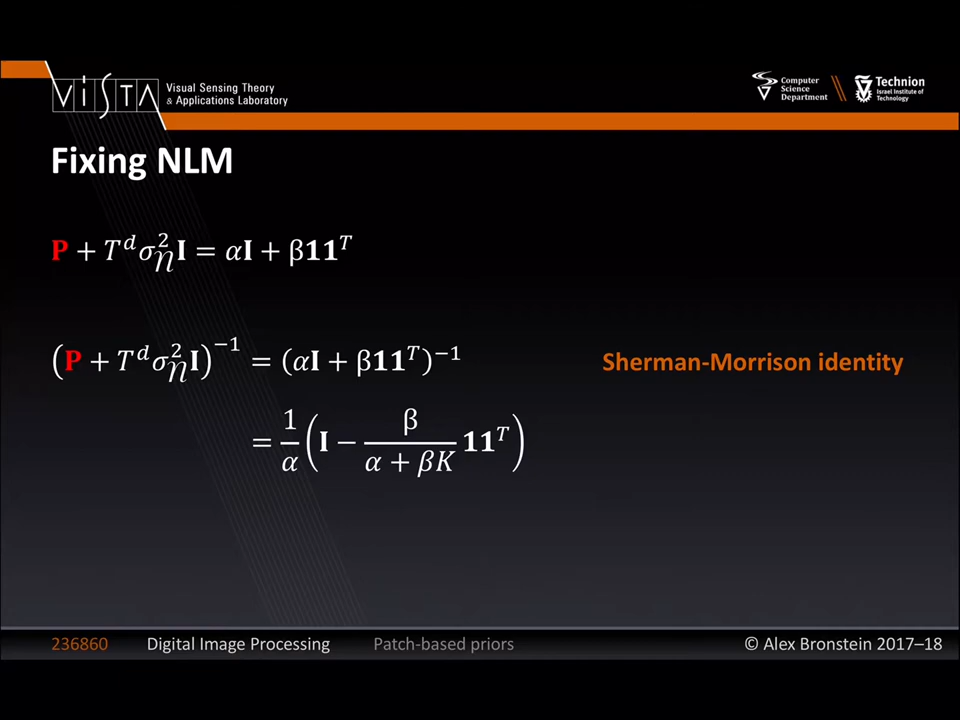 ViSTA Visual Sensing Theory & Applications Laboratory
Computer Science Department
Technion Israel Institute of Technology
Fixing NLM
𝐏 + T^d σ_η^2 𝐈 = α𝐈 + β𝟏𝟏^T
(𝐏 + T^d σ_η^2 𝐈)^{−1} = (α𝐈 + β𝟏𝟏^T)^{−1} Sherman-Morrison identity
= \frac{1}{α} (𝐈 − \frac{β}{α + βK} 𝟏𝟏^T)
236860 Digital Image Processing Patch-based priors © Alex Bronstein 2017–18